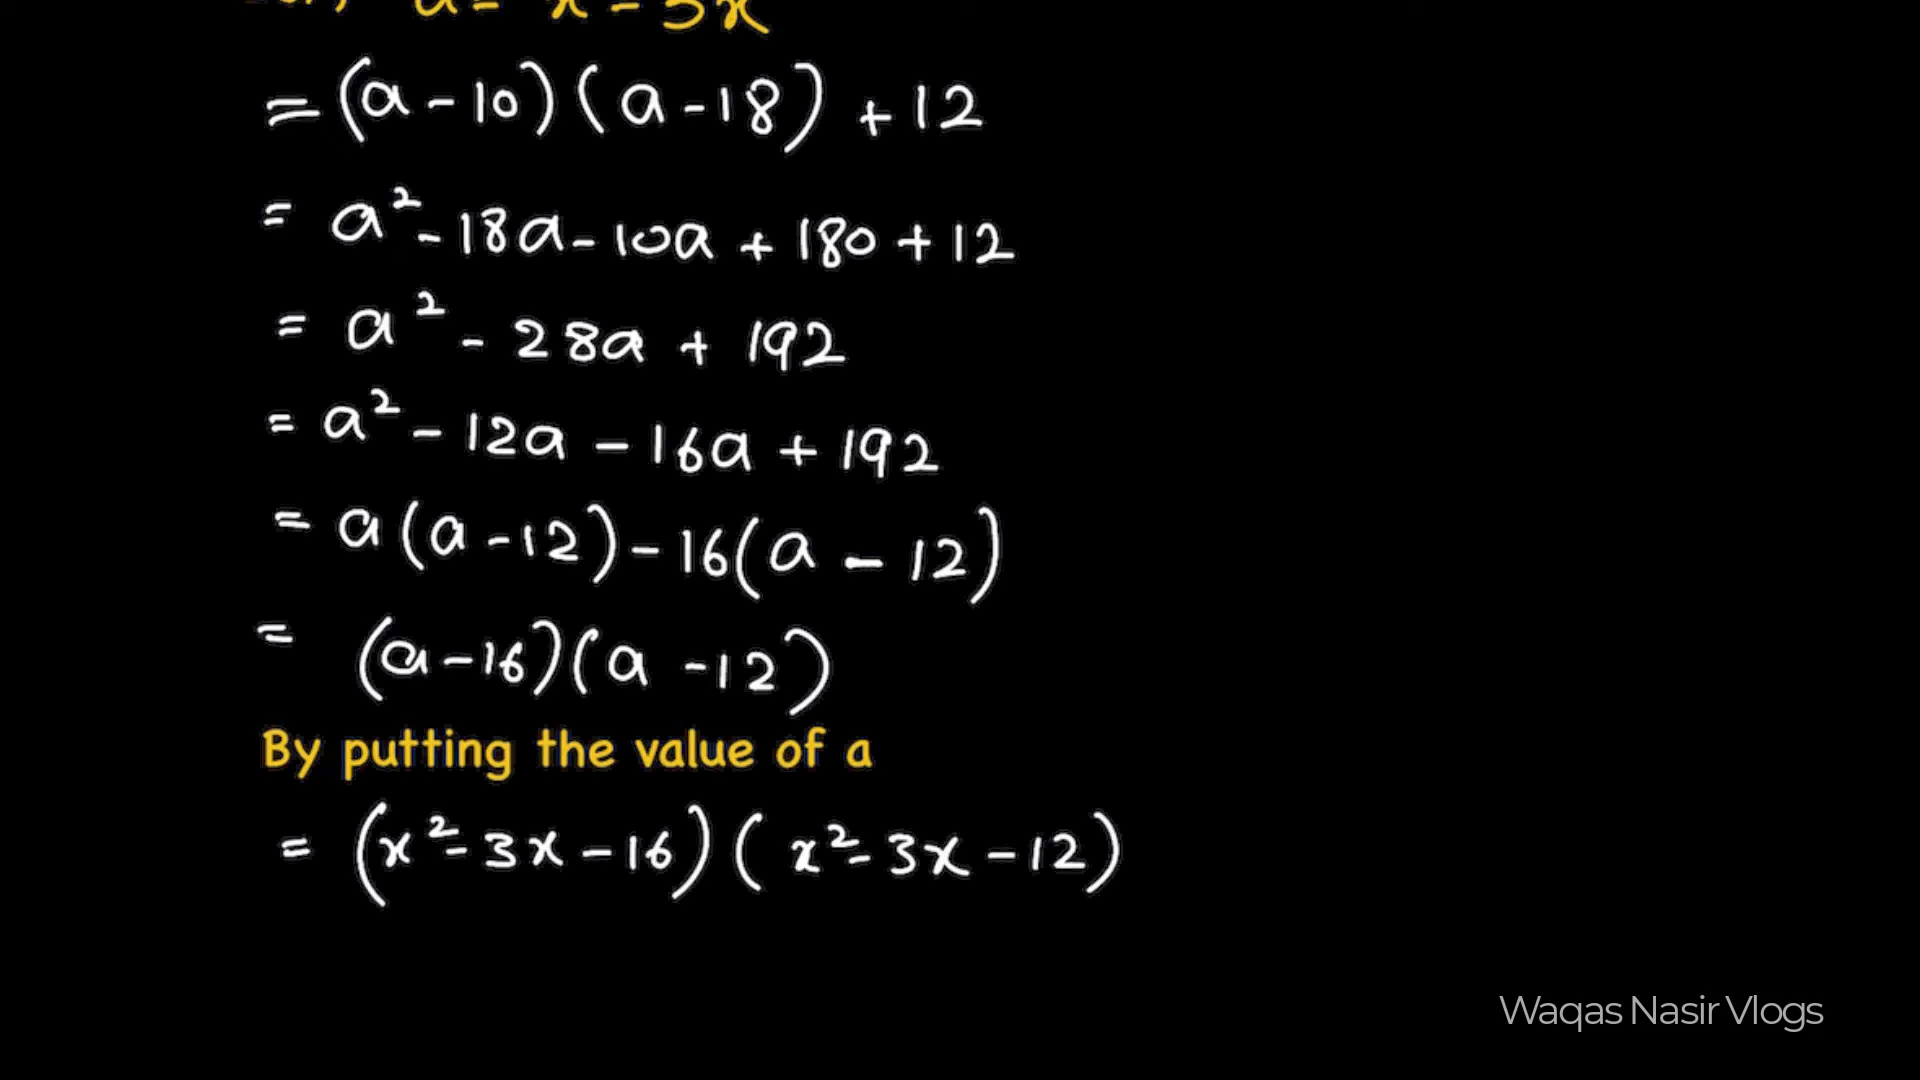 a = x - 3x
= (a - 10) (a - 18) + 12
= a² - 18a - 10a + 180 + 12
= a² - 28a + 192
= a² - 12a - 16a + 192
= a (a - 12) - 16 (a - 12)
= (a - 16) (a - 12)
By putting the value of a
= (x² - 3x - 16) (x² - 3x - 12)
Waqas Nasir Vlogs